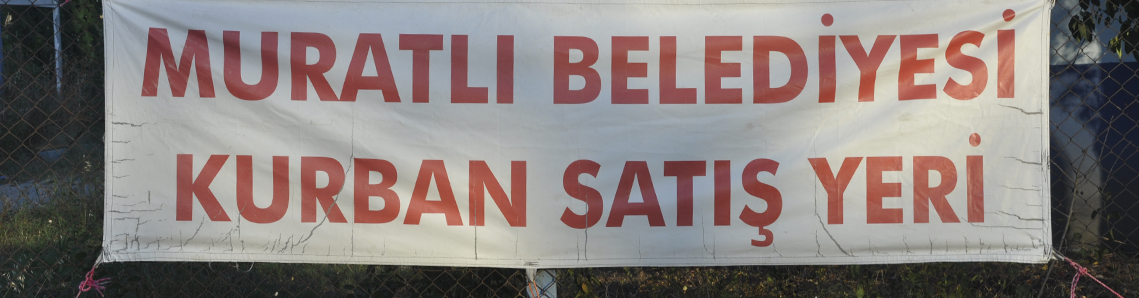 MURATLI BELEDİYESİ
KURBAN SATIŞ YERİ